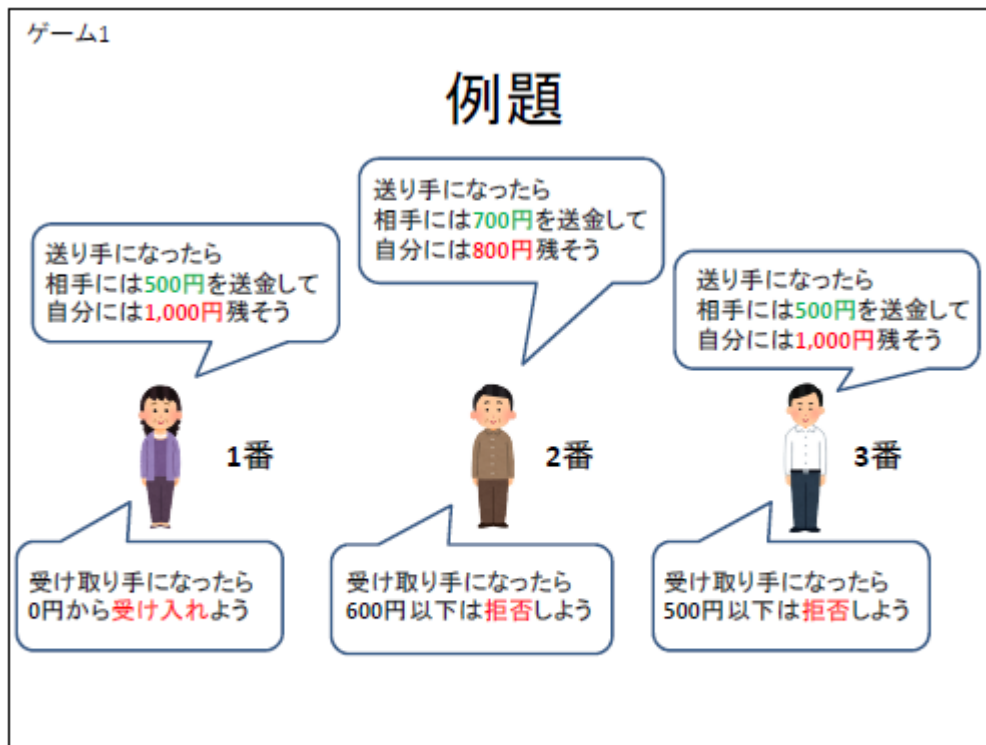 ゲーム1
例題
送り手になったら
相手には700円を送金して
自分には800円残そう
送り手になったら
相手には500円を送金して
自分には1,000円残そう
送り手になったら
相手には500円を送金して
自分には1,000円残そう
1番
2番
3番
受け取り手になったら
0円から受け入れよう
受け取り手になったら
600円以下は拒否しよう
受け取り手になったら
500円以下は拒否しよう